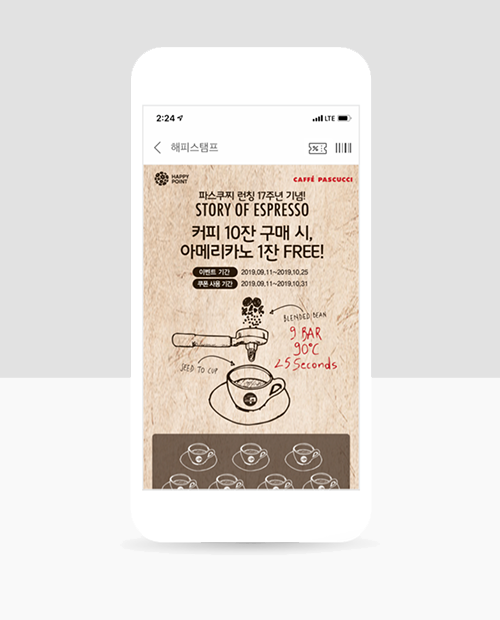 2:24
LTE
해피스탬프
HAPPY
POINT
CAFFÉ PASCUCCI
파스쿠찌 런칭 17주년 기념!
STORY OF ESPRESSO
커피 10잔 구매 시,
아메리카노 1잔 FREE!
이벤트 기간 2019.09.11~2019.10.25
쿠폰 사용 기간 2019.09.11~2019.10.31
BLENDED BEAN
9 BAR
90°C
25 Seconds
SEED TO CUP